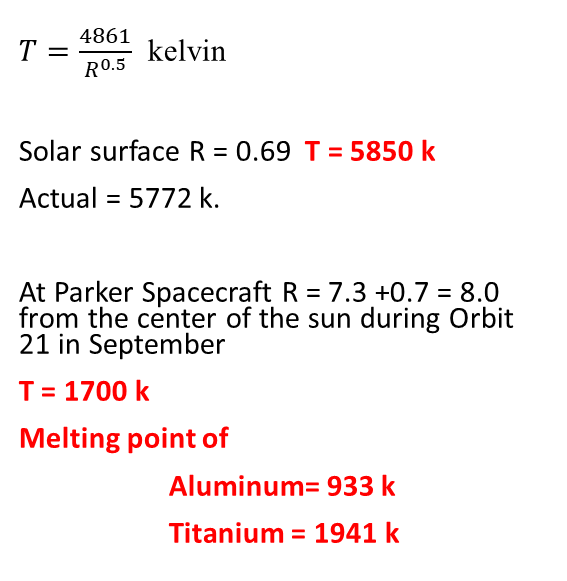 T = 4861/R^0.5 kelvin
Solar surface R = 0.69 T = 5850 k
Actual = 5772 k.
At Parker Spacecraft R = 7.3 +0.7 = 8.0
from the center of the sun during Orbit
21 in September
T = 1700 k
Melting point of
Aluminum= 933 k
Titanium = 1941 k